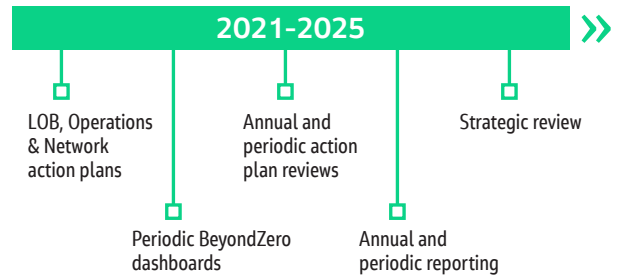 2021-2025
LOB, Operations
& Network
action plans
Periodic BeyondZero
dashboards
Annual and
periodic action
plan reviews
Annual and
periodic reporting
Strategic review